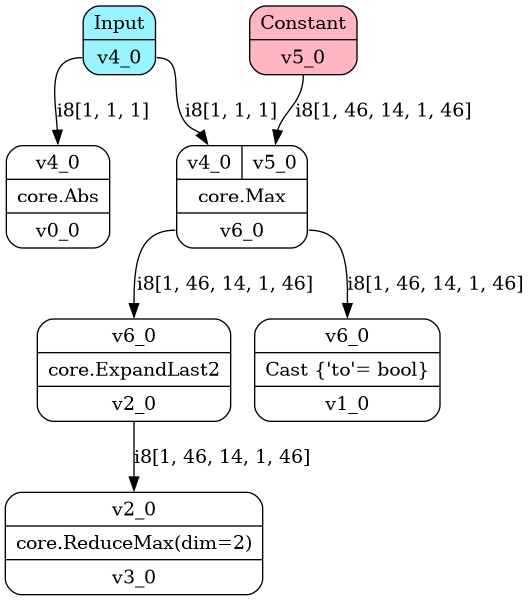 Input
v4_0
Constant
v5_0
i8[1, 1, 1]
i8[1, 1, 1]
i8[1, 46, 14, 1, 46]
v4_0
core.Abs
v0_0
v4_0 v5_0
core.Max
v6_0
i8[1, 46, 14, 1, 46]
i8[1, 46, 14, 1, 46]
v6_0
core.ExpandLast2
v2_0
v6_0
Cast {'to'= bool}
v1_0
i8[1, 46, 14, 1, 46]
v2_0
core.ReduceMax(dim=2)
v3_0